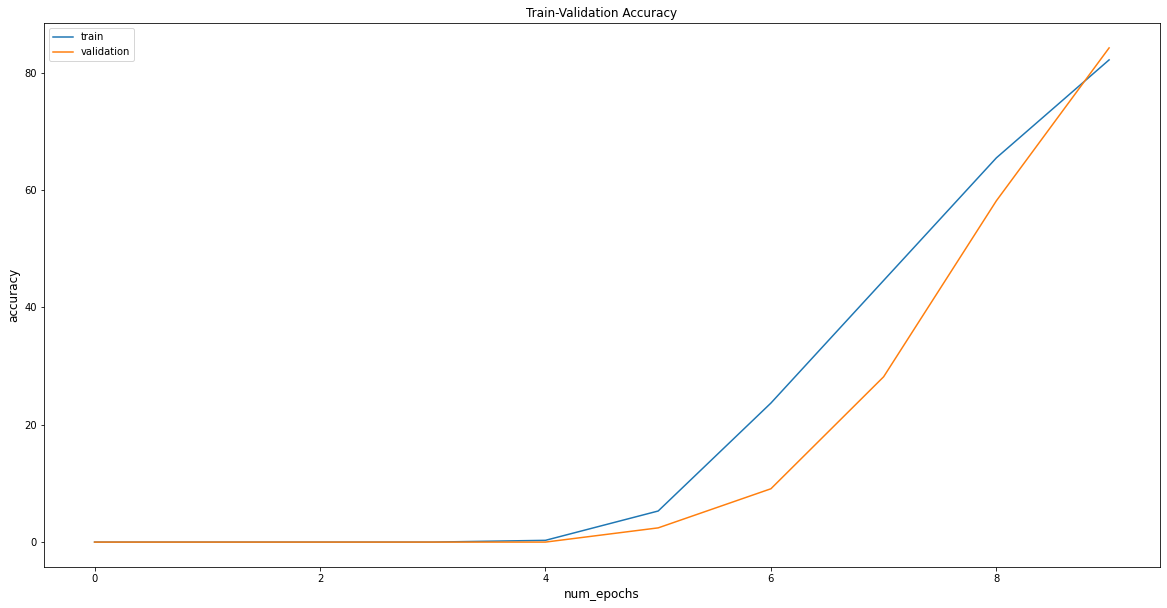 Train-Validation Accuracy
train
validation
80
60
40
20
0
accuracy
0 2 4 6 8
num_epochs